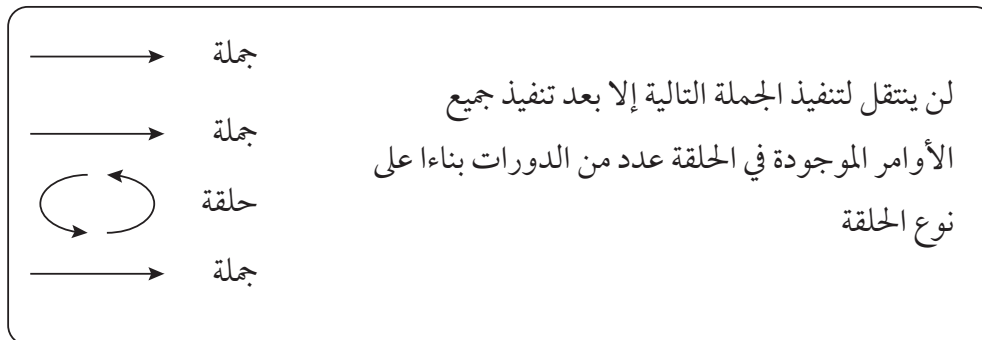 لن ينتقل لتنفيذ الجملة التالية إلا بعد تنفيذ جميع
الأوامر الموجودة في الحلقة عدد من الدورات بناءا على
نوع الحلقة
جملة
جملة
حلقة
جملة